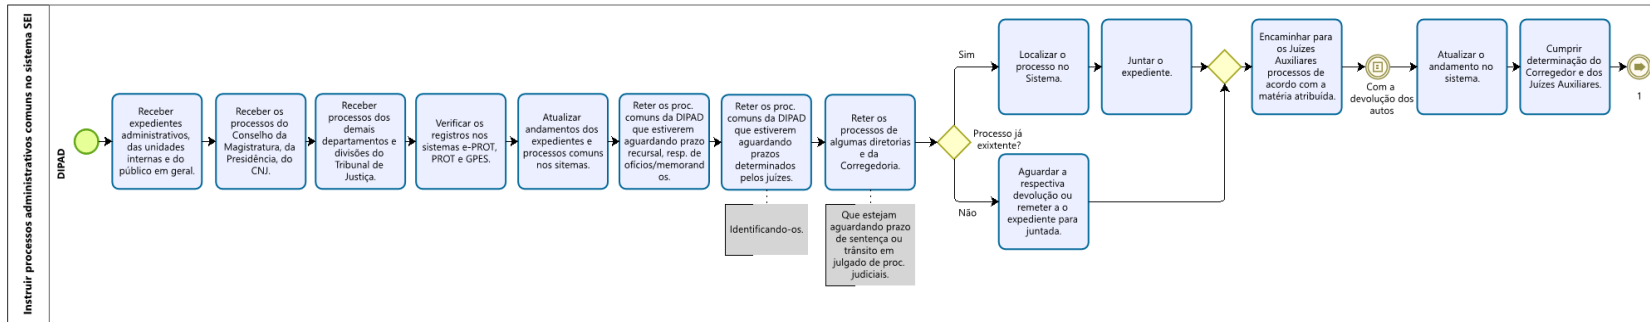 Instruir processos administrativos comuns no sistema SEI
DIPAD
Receber
expedientes
administrativos,
das unidades
internas e do
público em geral.
Receber os
processos do
Conselho da
Magistratura, da
Presidência, do
CNJ.
Receber
processos dos
demais
departamentos e
divisões do
Tribunal de
Justiça.
Verificar os
registros nos
sistemas e-PROT,
PROT e GPES.
Atualizar
andamentos dos
expedientes e
processos comuns
nos sitemas.
Reter os proc.
comuns da DIPAD
que estiverem
aguardando prazo
recursal, resp. de
ofícios/memorand
os.
Reter os proc.
comuns da DIPAD
que estiverem
aguardando
prazos
determinados
pelos juízes.
Identificando-os.
Reter os
processos de
algumas diretorias
e da
Corregedoria.
Que estejam
aguardando prazo
de sentença ou
trânsito em
julgado de proc.
judiciais.
Processo já
exixtente?
Sim
Localizar o
processo no
Sistema.
Juntar o
expediente.
Não
Aguardar a
respectiva
devolução ou
remeter a o
expediente para
juntada.
Encaminhar para
os Juizes
Auxiliares
processos de
acordo com a
matéria atribuída.
Com a
devolução dos
autos
Atualizar o
andamento no
sistema.
Cumprir
determinação do
Corregedor e dos
Juízes Auxiliares.
1